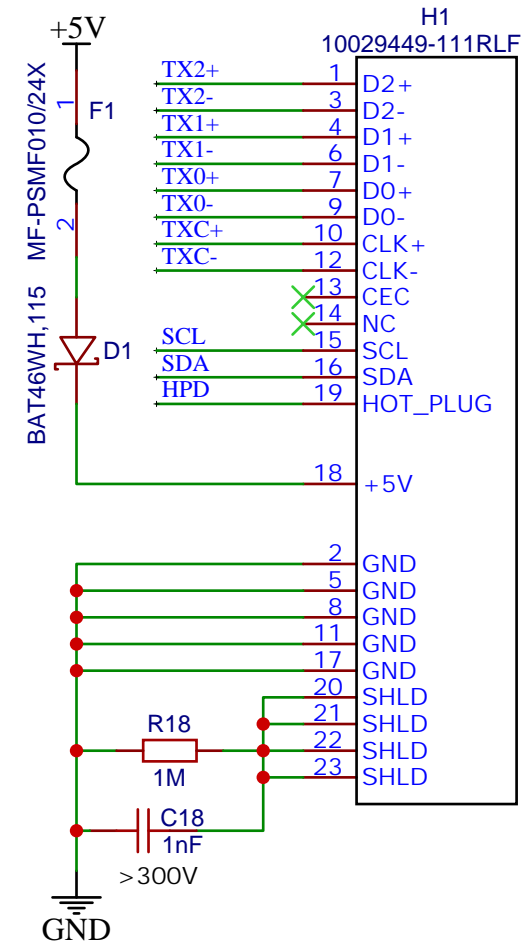 H1
10029449-111RLF
+5V
1
F1
MF-PSMF010/24X
2
BAT46WH,115
D1
TX2+ 1 D2+
TX2- 3 D2-
TX1+ 4 D1+
TX1- 6 D1-
TX0+ 7 D0+
TX0- 9 D0-
TXC+ 10 CLK+
TXC- 12 CLK-
13 CEC
14 NC
SCL 15 SCL
SDA 16 SDA
HPD 19 HOT_PLUG
18 +5V
2 GND
5 GND
8 GND
11 GND
17 GND
20 SHLD
21 SHLD
22 SHLD
23 SHLD
R18
1M
C18
1nF
>300V
GND